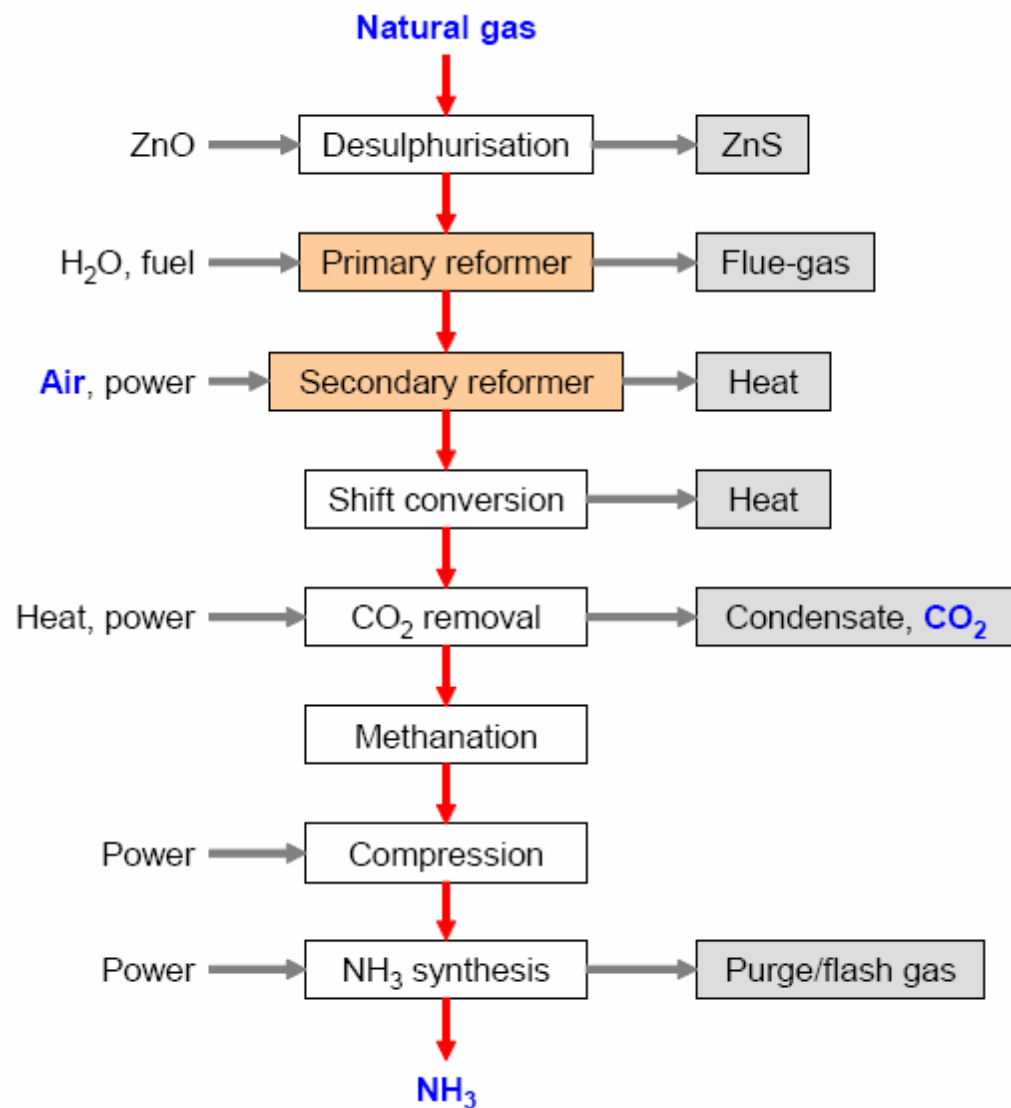 Natural gas
ZnO Desulphurisation ZnS
H₂O, fuel Primary reformer Flue-gas
Air, power Secondary reformer Heat
Shift conversion Heat
Heat, power CO₂ removal Condensate, CO₂
Methanation
Power Compression
Power NH₃ synthesis Purge/flash gas
NH₃